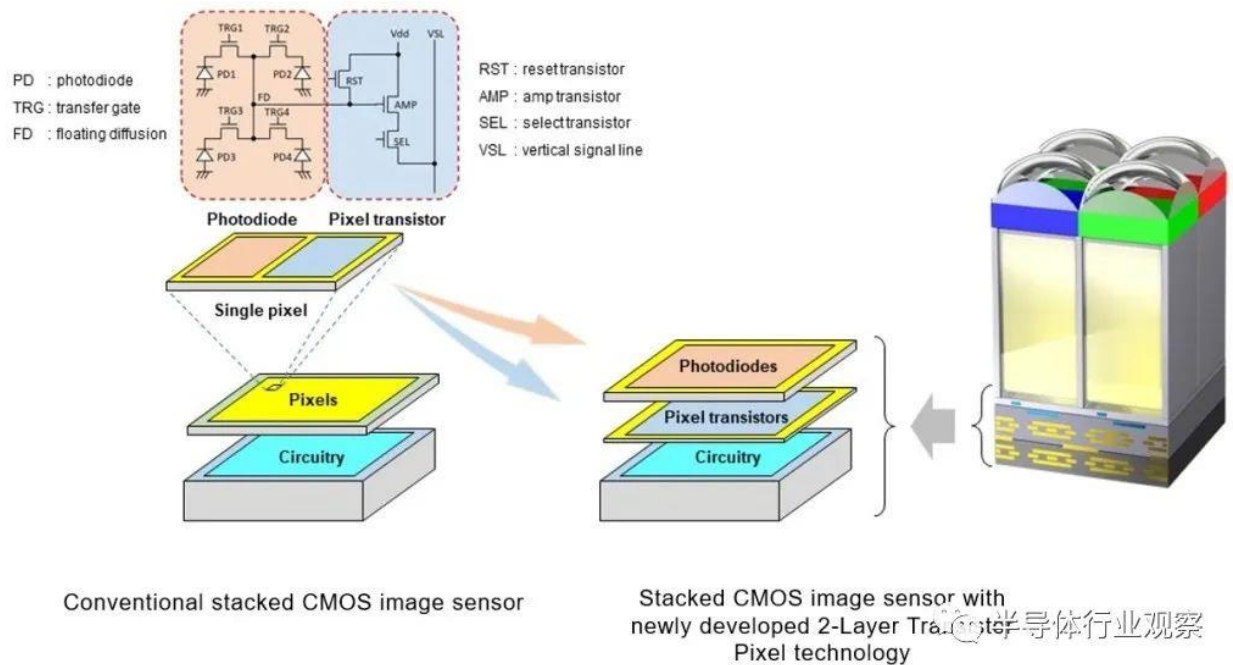 TRG1
TRG2
Vdd
VSL
PD1
PD2
RST
FD
AMP
TRG3
TRG4
SEL
PD3
PD4
PD : photodiode
TRG : transfer gate
FD : floating diffusion
RST : reset transistor
AMP : amp transistor
SEL : select transistor
VSL : vertical signal line
Photodiode
Pixel transistor
Single pixel
Pixels
Circuitry
Photodiodes
Pixel transistors
Circuitry
Conventional stacked CMOS image sensor
Stacked CMOS image sensor with
newly developed 2-Layer Transistor
Pixel technology
半导体行业观察